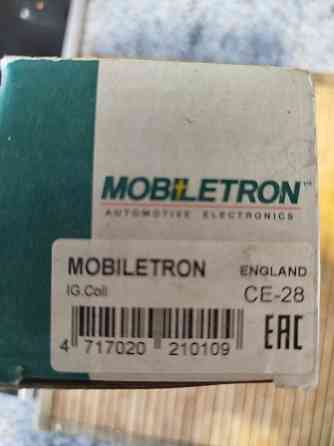 MOBILETRON™
AUTOMOTIVE ELECTRONICS
MOBILETRON ENGLAND
IG.Coil CE-28
4 717020 210109 EAC